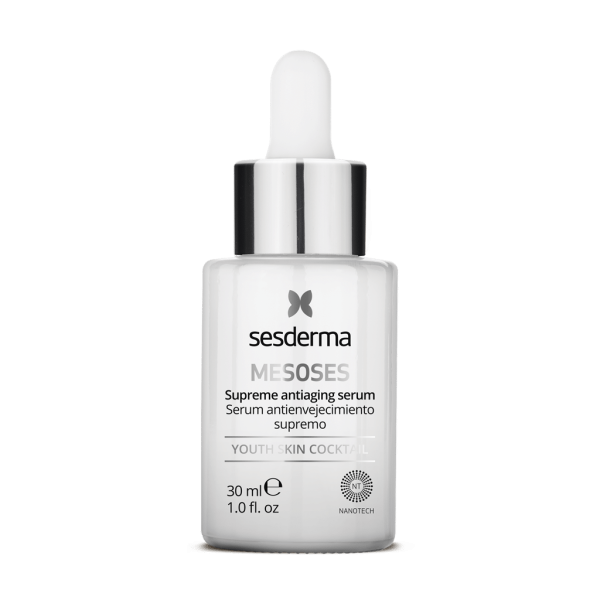 sesderma
MESOSES
Supreme antiaging serum
Serum antienvejecimiento
supremo
YOUTH SKIN COCKTAIL
30 ml e
1.0 fl. oz
NT
NANOTECH